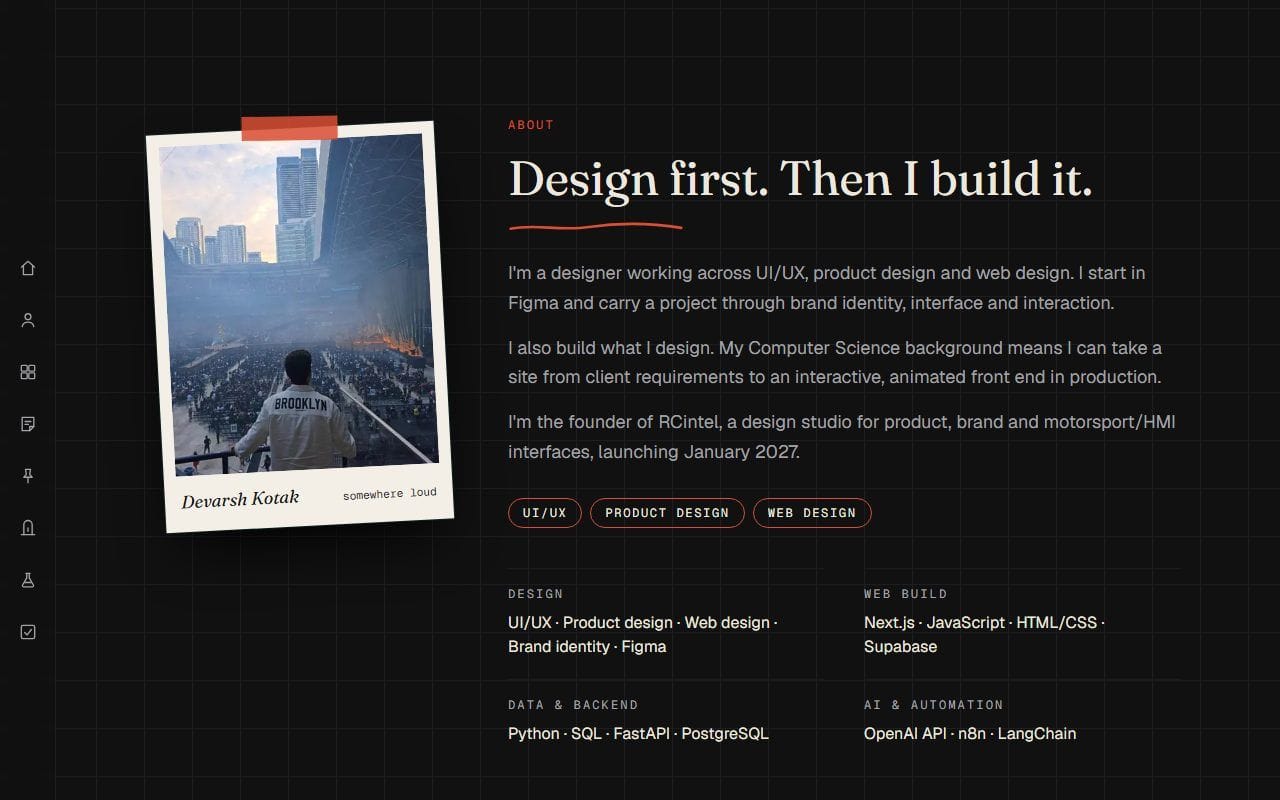 ABOUT
Design first. Then I build it.
I'm a designer working across UI/UX, product design and web design. I start in
Figma and carry a project through brand identity, interface and interaction.
I also build what I design. My Computer Science background means I can take a
site from client requirements to an interactive, animated front end in production.
I'm the founder of RCintel, a design studio for product, brand and motorsport/HMI
interfaces, launching January 2027.
UI/UX
PRODUCT DESIGN
WEB DESIGN
BROOKLYN
Devarsh Kotak
somewhere loud
DESIGN
UI/UX · Product design · Web design ·
Brand identity · Figma
WEB BUILD
Next.js · JavaScript · HTML/CSS ·
Supabase
DATA & BACKEND
Python · SQL · FastAPI · PostgreSQL
AI & AUTOMATION
OpenAI API · n8n · LangChain